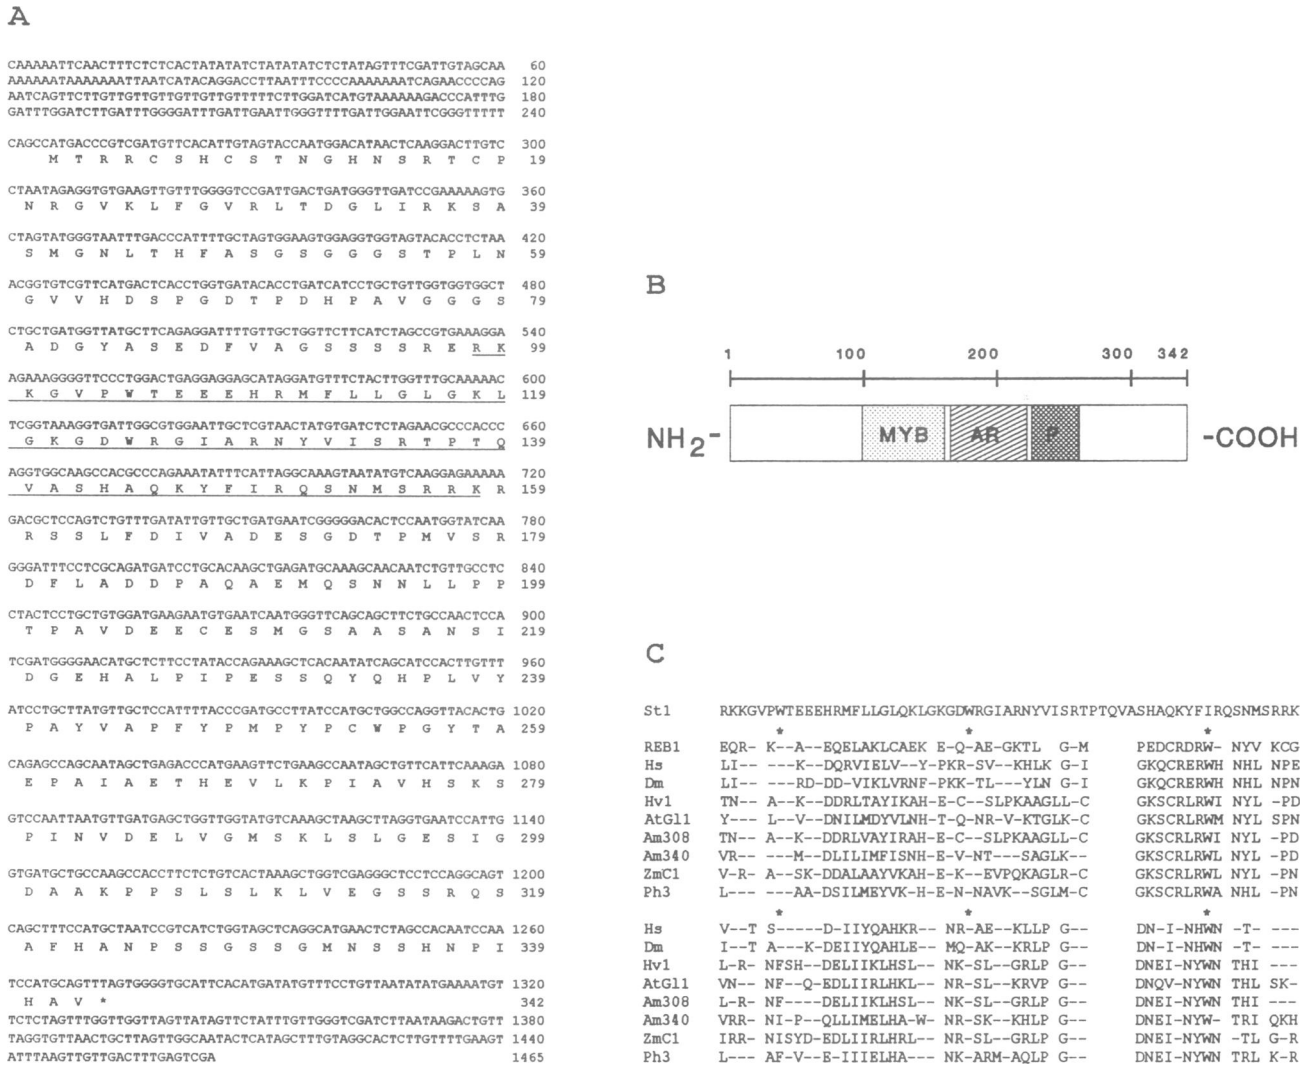 A
CAAAAATTCAACTTTCTCTCACTATATATCTATATATCTCTATAGTTTCGATTGTAGCAA 60
AAAAAATAAAAAAATTAATCATACAGGACCTTAATTTCCCCAAAAAAATCAGAACCCCAG 120
AATCAGTTCTTGTTGTTGTTGTTGTTGTTTTTCTTGGATCATGTAAAAAAGACCCATTTG 180
GATTTGGATCTTGATTTGGGGATTTGATTGAATTGGGTTTTGATTGGAATTCGGGTTTTT 240
CAGCCATGACCCGTCGATGTTCACATTGTAGTACCAATGGACATAACTCAAGGACTTGTC 300
M T R R C S H C S T N G H N S R T C P 19
CTAATAGAGGTGTGAAGTTGTTTGGGGTCCGATTGACTGATGGGTTGATCCGAAAAAGTG 360
N R G V K L F G V R L T D G L I R K S A 39
CTAGTATGGGTAATTTGACCCATTTTGCTAGTGGAAGTGGAGGTGGTAGTACACCTCTAA 420
S M G N L T H F A S G S G G G S T P L N 59
ACGGTGTCGTTCATGACTCACCTGGTGATACACCTGATCATCCTGCTGTTGGTGGTGGCT 480
G V V H D S P G D T P D H P A V G G G S 79
CTGCTGATGGTTATGCTTCAGAGGATTTTGTTGCTGGTTCTTCATCTAGCCGTGAAAGGA 540
A D G Y A S E D F V A G S S S S R E R K 99
AGAAAGGGGTTCCCTGGACTGAGGAGGAGCATAGGATGTTTCTACTTGGTTTGCAAAAAC 600
K G V P W T E E E H R M F L L G L G K L 119
TCGGTAAAGGTGATTGGCGTGGAATTGCTCGTAACTATGTGATCTCTAGAACGCCCACCC 660
G K G D W R G I A R N Y V I S R T P T Q 139
AGGTGGCAAGCCACGCCCAGAAATATTTCATTAGGCAAAGTAATATGTCAAGGAGAAAAA 720
V A S H A Q K Y F I R Q S N M S R R K R 159
GACGCTCCAGTCTGTTTGATATTGTTGCTGATGAATCGGGGGACACTCCAATGGTATCAA 780
R S S L F D I V A D E S G D T P M V S R 179
GGGATTTCCTCGCAGATGATCCTGCACAAGCTGAGATGCAAAGCAACAATCTGTTGCCTC 840
D F L A D D P A Q A E M Q S N N L L P P 199
CTACTCCTGCTGTGGATGAAGAATGTGAATCAATGGGTTCAGCAGCTTCTGCCAACTCCA 900
T P A V D E E C E S M G S A A S A N S I 219
TCGATGGGGAACATGCTCTTCCTATACCAGAAAGCTCACAATATCAGCATCCACTTGTTT 960
D G E H A L P I P E S S Q Y Q H P L V Y 239
ATCCTGCTTATGTTGCTCCATTTTACCCGATGCCTTATCCATGCTGGCCAGGTTACACTG 1020
P A Y V A P F Y P M P Y P C W P G Y T A 259
CAGAGCCAGCAATAGCTGAGACCCATGAAGTTCTGAAGCCAATAGCTGTTCATTCAAAGA 1080
E P A I A E T H E V L K P I A V H S K S 279
GTCCAATTAATGTTGATGAGCTGGTTGGTATGTCAAAGCTAAGCTTAGGTGAATCCATTG 1140
P I N V D E L V G M S K L S L G E S I G 299
GTGATGCTGCCAAGCCACCTTCTCTGTCACTAAAGCTGGTCGAGGGCTCCTCCAGGCAGT 1200
D A A K P P S L S L K L V E G S S R Q S 319
CAGCTTTCCATGCTAATCCGTCATCTGGTAGCTCAGGCATGAACTCTAGCCACAATCCAA 1260
A F H A N P S S G S S G M N S S H N P I 339
TCCATGCAGTTTAGTGGGGTGCATTCACATGATATGTTTCCTGTTAATATATGAAAATGT 1320
H A V * 342
TCTCTAGTTTGGTTGGTTAGTTATAGTTCTATTTGTTGGGTCGATCTTAATAAGACTGTT 1380
TAGGTGTTAACTGCTTAGTTGGCAATACTCATAGCTTTGTAGGCACTCTTGTTTTGAAGT 1440
ATTTAAGTTGTTGACTTTGAGTCGA 1465
B
1 100 200 300 342
NH2- MYB AR P -COOH
C
St1 RKKGVPWTEEEHRMFLLGLQKLGKGDWRGIARNYVISRTPTQVASHAQKYFIRQSNMSRRK
* * *
REB1 EQR- K--A--EQELAKLCAEK E-Q-AE-GKTL G-M PEDCRDRW- NYV KCG
Hs LI-- ---K--DQRVIELV--Y-PKR-SV--KHLK G-I GKQCRERWH NHL NPE
Dm LI-- ---RD-DD-VIKLVRNF-PKK-TL---YLN G-I GKQCRERWH NHL NPN
Hv1 TN-- A--K--DDRLTAYIKAH-E-C--SLPKAAGLL-C GKSCRLRWI NYL -PD
AtGl1 Y--- L--V--DNILMDYVLNH-T-QN-NR-V-KTGLK-C GKSCRLRWM NYL SPN
Am308 TN-- A--K--DDRLVAYIRAH-E-C--SLPKAAGLL-C GKSCRLRWI NYL -PD
Am340 VR-- ----M--DLILIMFISNH-E-V-NT---SAGLK-- GKSCRLRWL NYL -PD
ZmC1 V-R- A--SK-DDALAAYVKAH-E-K--EVPQKAGLR-C GKSCRLRWL NYL -PN
Ph3 L--- ----AA-DSILMEYVK-H-E-N-NAVK--SGLM-C GKSCRLRWA NHL -PN
* * *
Hs V--T S-----D-IIYQAHKR-- NR-AE--KLLP G-- DN-I-NHWN -T- ---
Dm I--T A---K-DEIIYQAHLE-- MQ-AK--KRLP G-- DN-I-NHWN -T- ---
Hv1 L-R- NFSH--DELIIKLHSL-- NK-SL--GRLP G-- DNEI-NYWN THI ---
AtGl1 VN-- NF--Q-EDLIIRLHKL-- NR-SL--KRVP G-- DNQV-NYWN THL SK-
Am308 L-R- NF----DELIIKLHSL-- NK-SL--GRLP G-- DNEI-NYWN THI ---
Am340 VRR- NI-P--QLLIMELHA-W- NR-SK--KHLP G-- DNEI-NYW- TRI QKH
ZmC1 IRR- NISYD-EDLIIRLHRL-- NR-SL--GRLP G-- DNEI-NYWN -TL G-R
Ph3 L--- AF-V--E-IIIELHA--- NK-ARM-AQLP G-- DNEI-NYWN TRL K-R